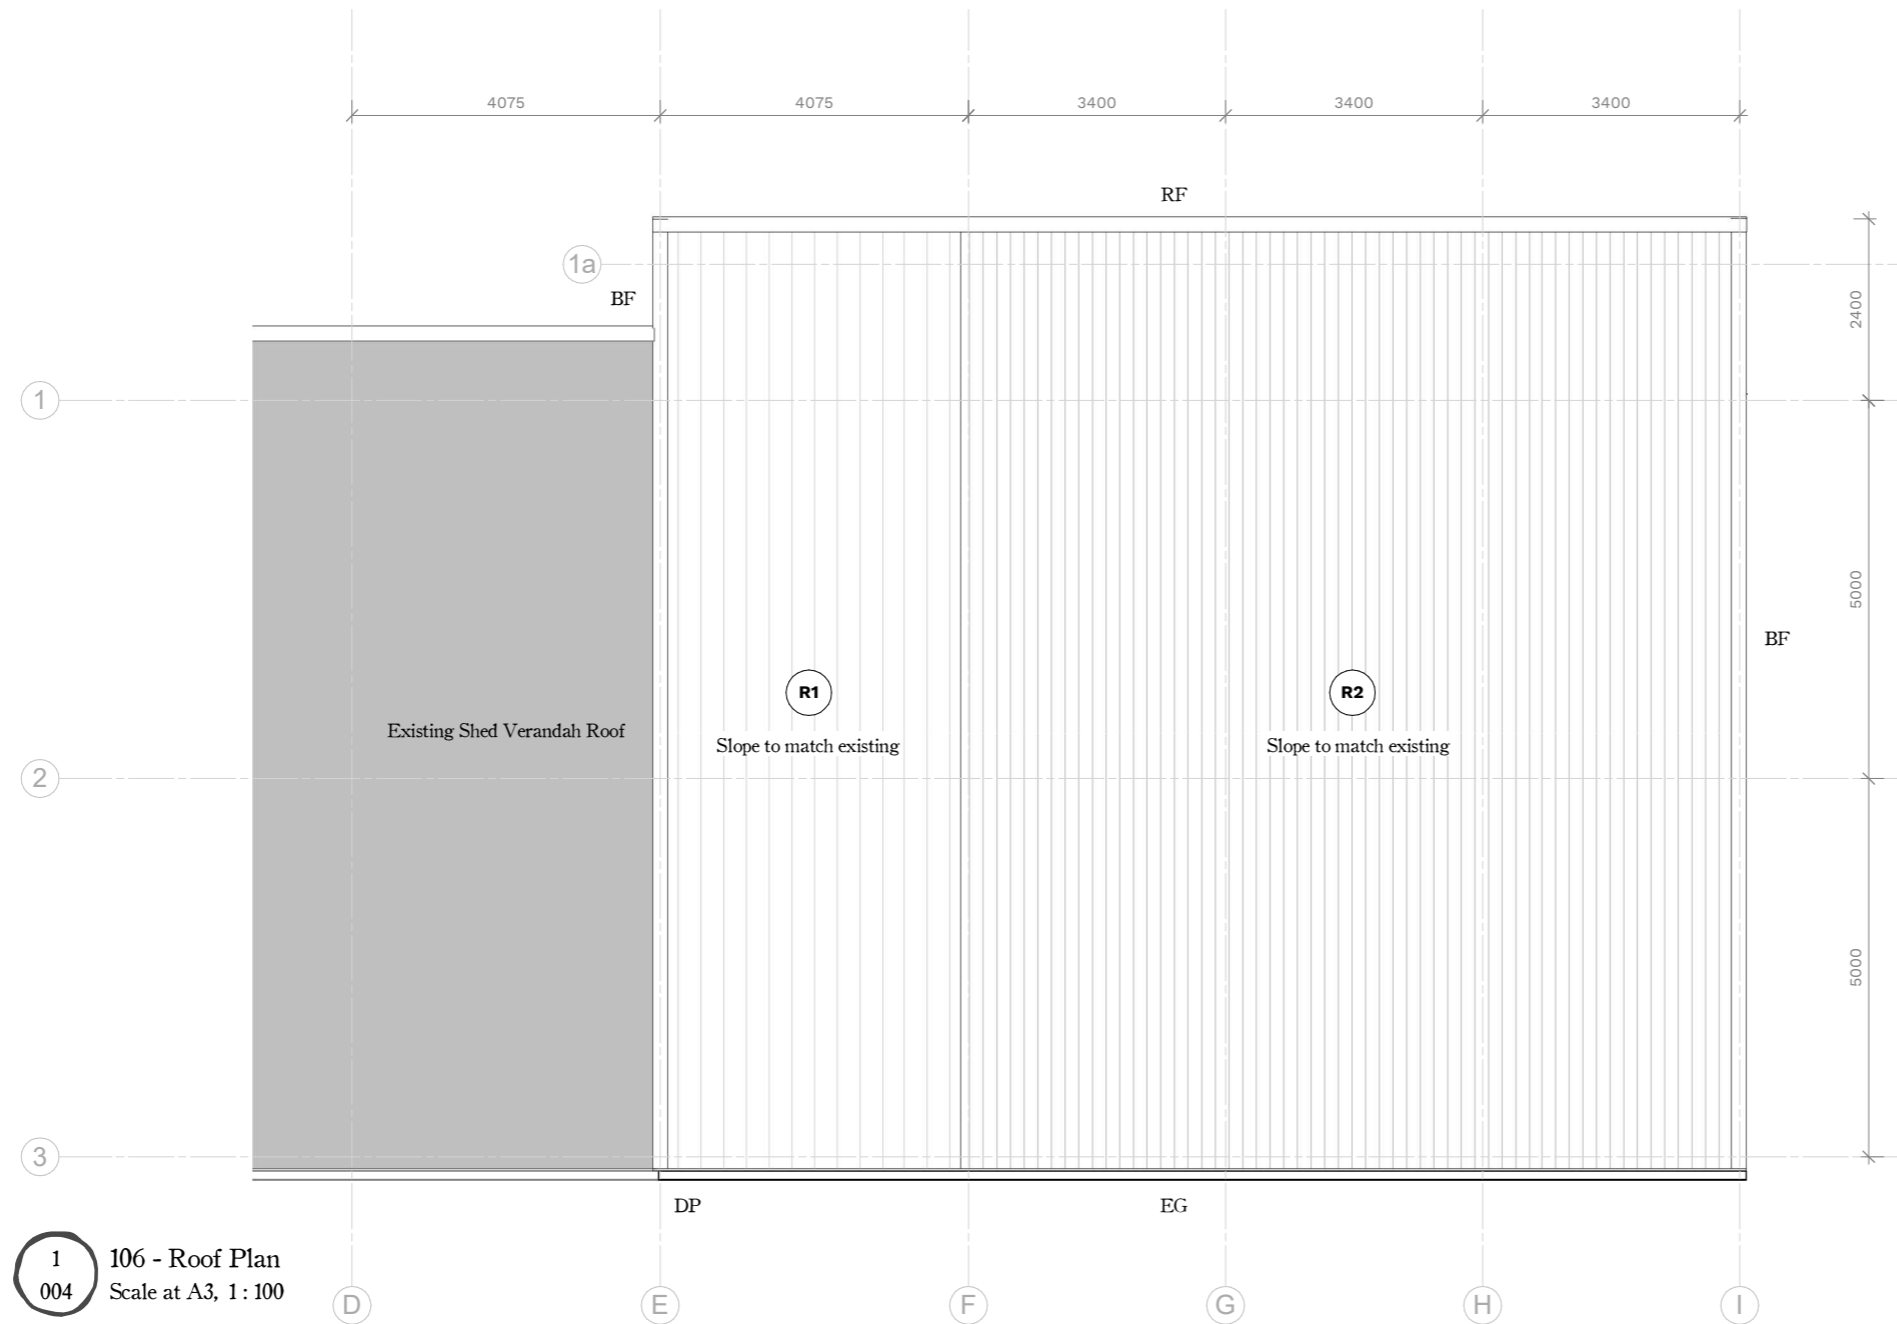 4075 4075 3400 3400 3400
RF
1a
BF
2400
1
5000
BF
R1 R2
Existing Shed Verandah Roof
Slope to match existing Slope to match existing
2
5000
3
DP EG
1 106 - Roof Plan
004 Scale at A3, 1 : 100
D E F G H I